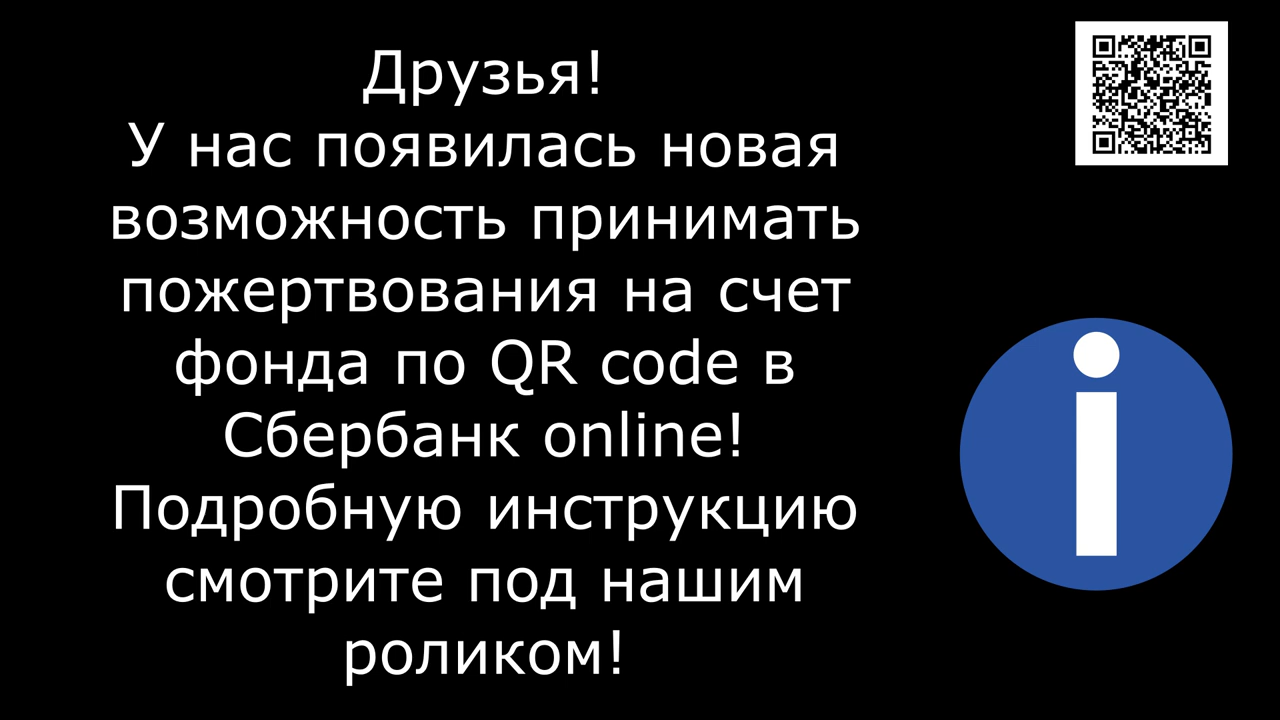 Друзья!
У нас появилась новая
возможность принимать
пожертвования на счет
фонда по QR code в
Сбербанк online!
Подробную инструкцию
смотрите под нашим
роликом!
i